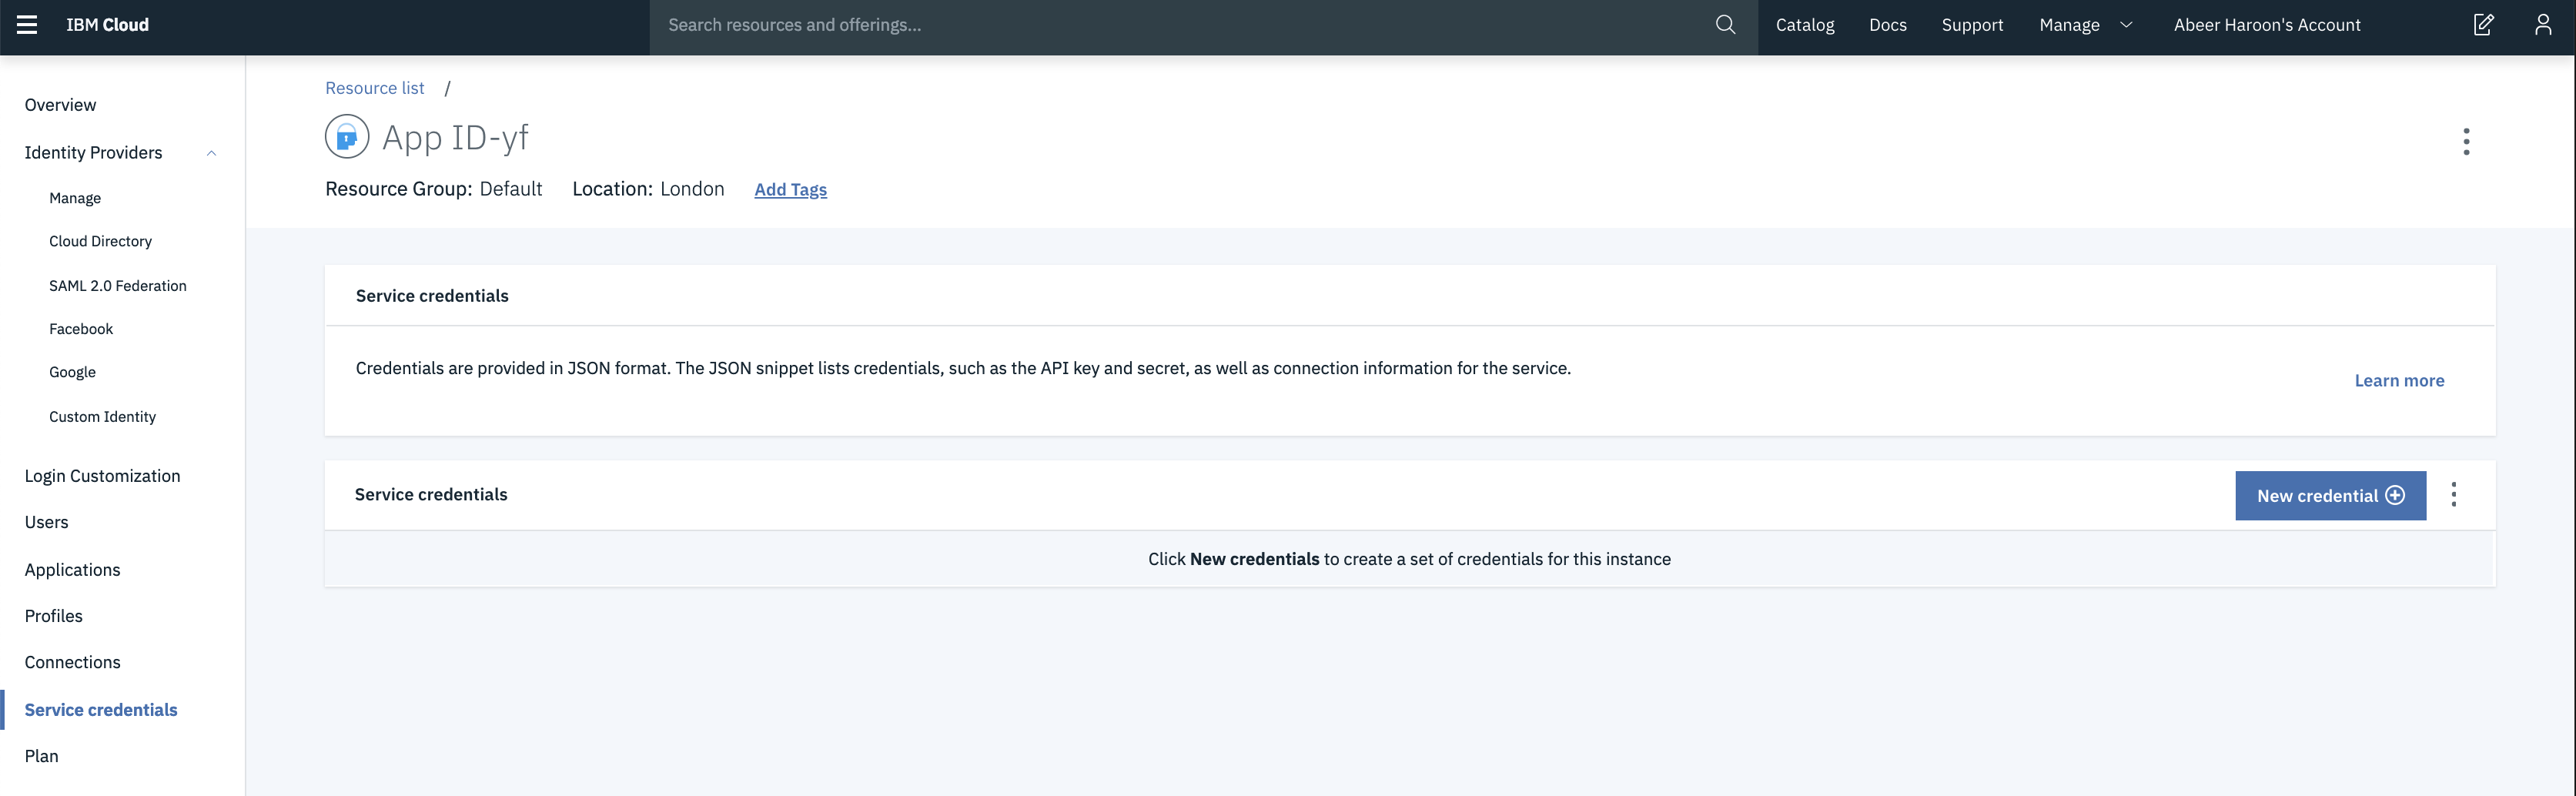 IBM Cloud
Search resources and offerings...
Catalog
Docs
Support
Manage
Abeer Haroon's Account
Overview
Identity Providers
Manage
Cloud Directory
SAML 2.0 Federation
Facebook
Google
Custom Identity
Login Customization
Users
Applications
Profiles
Connections
Service credentials
Plan
Resource list /
App ID-yf
Resource Group: Default Location: London Add Tags
Service credentials
Credentials are provided in JSON format. The JSON snippet lists credentials, such as the API key and secret, as well as connection information for the service.
Learn more
Service credentials
New credential
Click New credentials to create a set of credentials for this instance